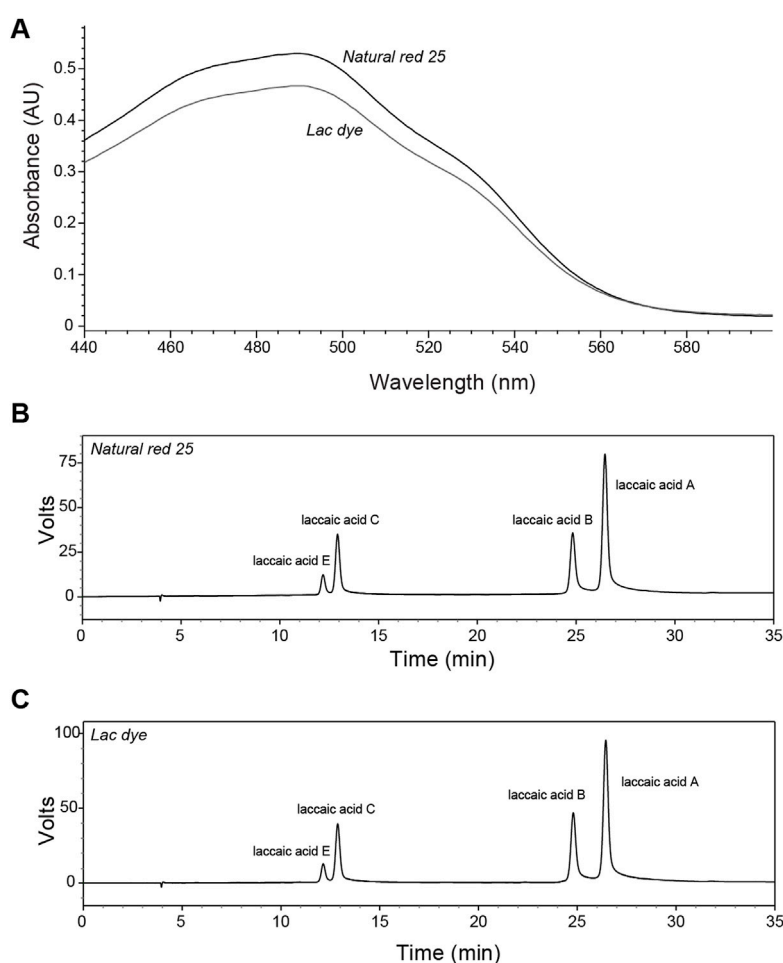 A
Natural red 25
Lac dye
Absorbance (AU)
0.5
0.4
0.3
0.2
0.1
0
440 460 480 500 520 540 560 580
Wavelength (nm)
B
Natural red 25
laccaic acid A
laccaic acid C
laccaic acid B
laccaic acid E
Volts
75
50
25
0
0 5 10 15 20 25 30 35
Time (min)
C
Lac dye
laccaic acid A
laccaic acid B
laccaic acid C
laccaic acid E
Volts
100
50
0
0 5 10 15 20 25 30 35
Time (min)